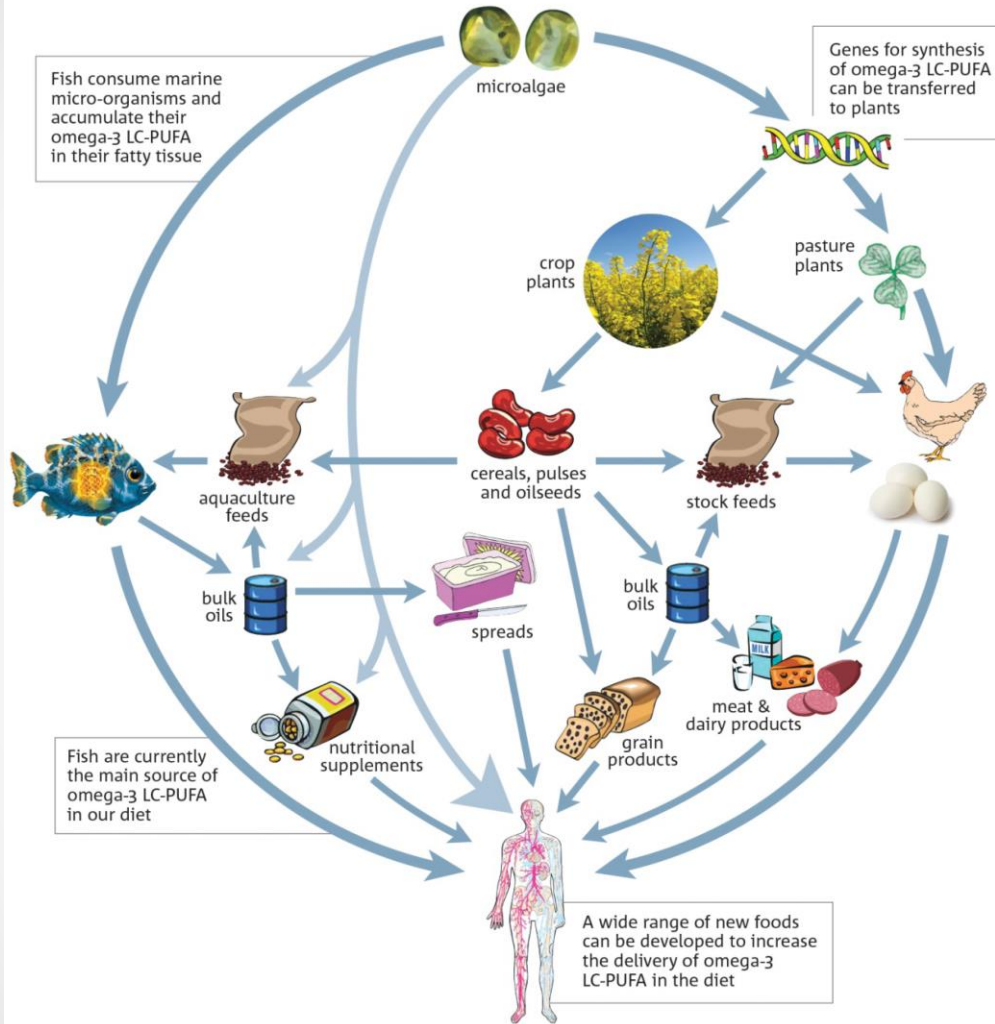 microalgae
Fish consume marine
micro-organisms and
accumulate their
omega-3 LC-PUFA
in their fatty tissue
Genes for synthesis
of omega-3 LC-PUFA
can be transferred
to plants
crop
plants
pasture
plants
aquaculture
feeds
cereals, pulses
and oilseeds
stock feeds
bulk
oils
spreads
bulk
oils
MILK
meat &
dairy products
nutritional
supplements
grain
products
Fish are currently
the main source of
omega-3 LC-PUFA
in our diet
A wide range of new foods
can be developed to increase
the delivery of omega-3
LC-PUFA in the diet